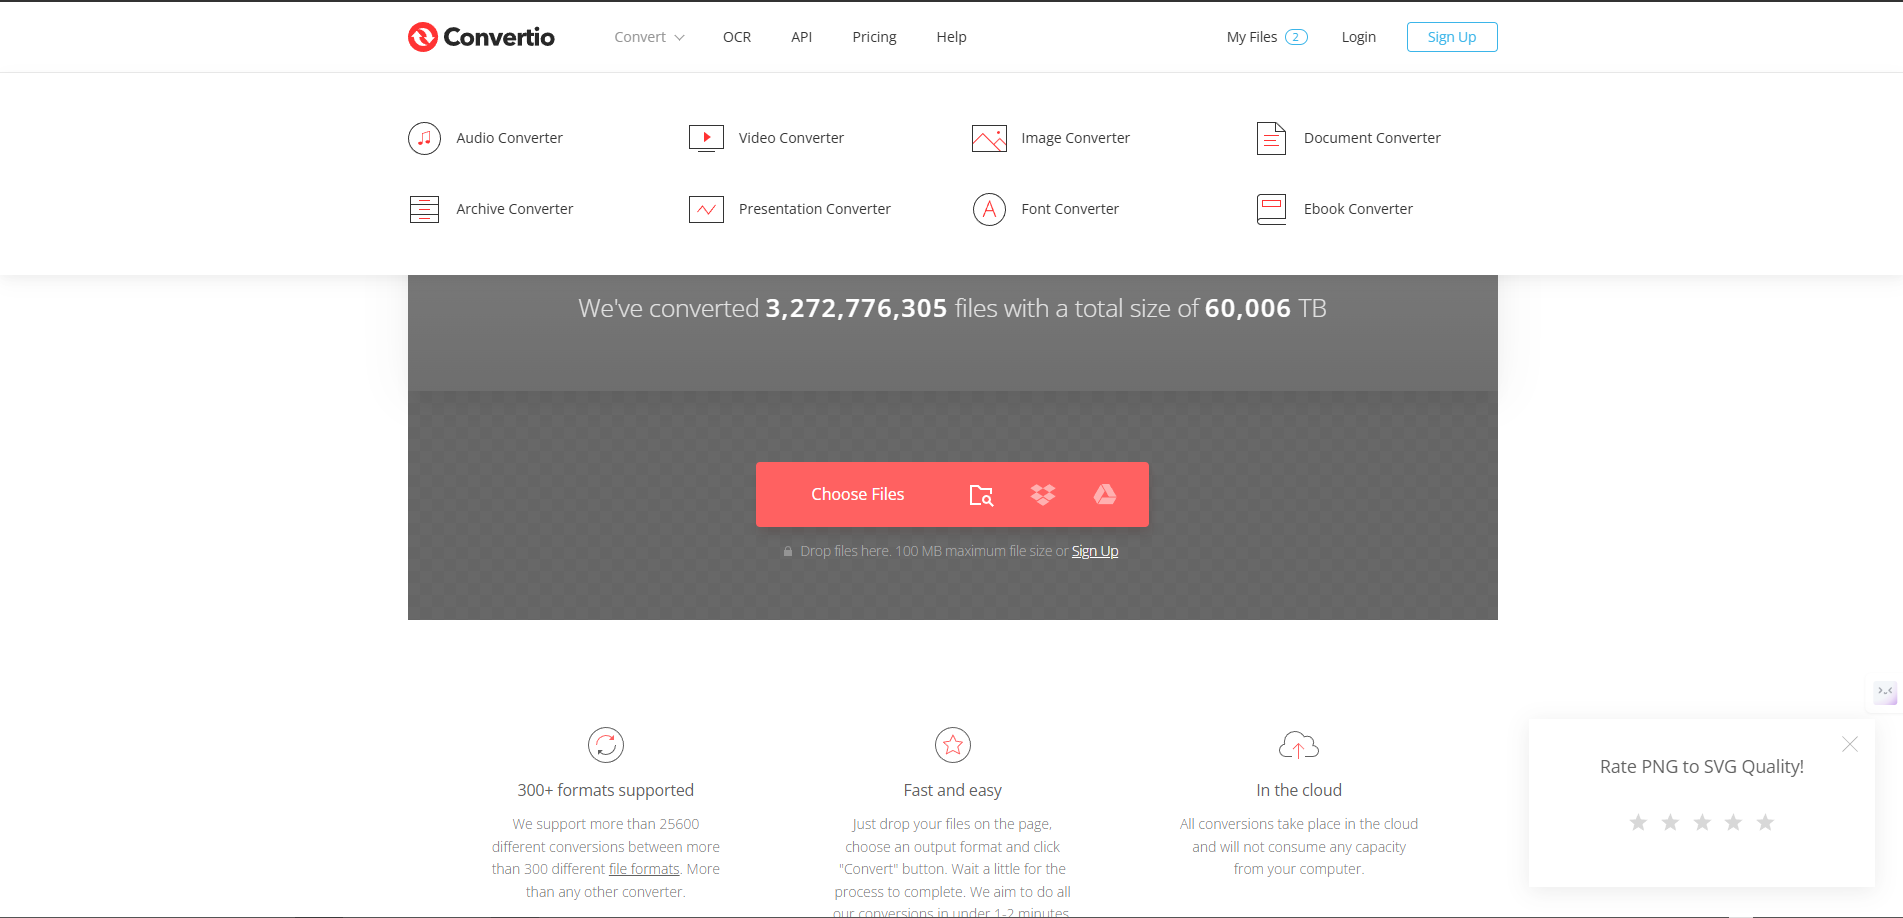 Convertio
Convert
OCR
API
Pricing
Help
My Files 2
Login
Sign Up
Audio Converter
Video Converter
Image Converter
Document Converter
Archive Converter
Presentation Converter
Font Converter
Ebook Converter
We've converted 3,272,776,305 files with a total size of 60,006 TB
Choose Files
Drop files here. 100 MB maximum file size or Sign Up
300+ formats supported
We support more than 25600
different conversions between more
than 300 different file formats. More
than any other converter.
Fast and easy
Just drop your files on the page,
choose an output format and click
"Convert" button. Wait a little for the
process to complete. We aim to do all
our conversions in under 1-2 minutes.
In the cloud
All conversions take place in the cloud
and will not consume any capacity
from your computer.
Rate PNG to SVG Quality!